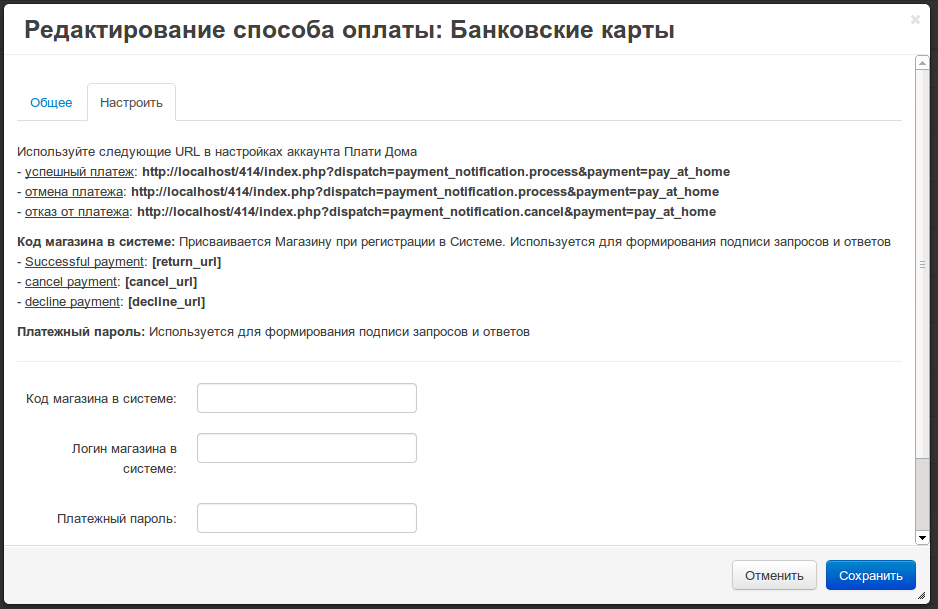 Редактирование способа оплаты: Банковские карты
Общее
Настроить
Используйте следующие URL в настройках аккаунта Плати Дома
- успешный платеж: http://localhost/414/index.php?dispatch=payment_notification.process&payment=pay_at_home
- отмена платежа: http://localhost/414/index.php?dispatch=payment_notification.process&payment=pay_at_home
- отказ от платежа: http://localhost/414/index.php?dispatch=payment_notification.cancel&payment=pay_at_home
Код магазина в системе: Присваивается Магазину при регистрации в Системе. Используется для формирования подписи запросов и ответов
- Successful payment: [return_url]
- cancel payment: [cancel_url]
- decline payment: [decline_url]
Платежный пароль: Используется для формирования подписи запросов и ответов
Код магазина в системе:
Логин магазина в
системе:
Платежный пароль:
Отменить
Сохранить